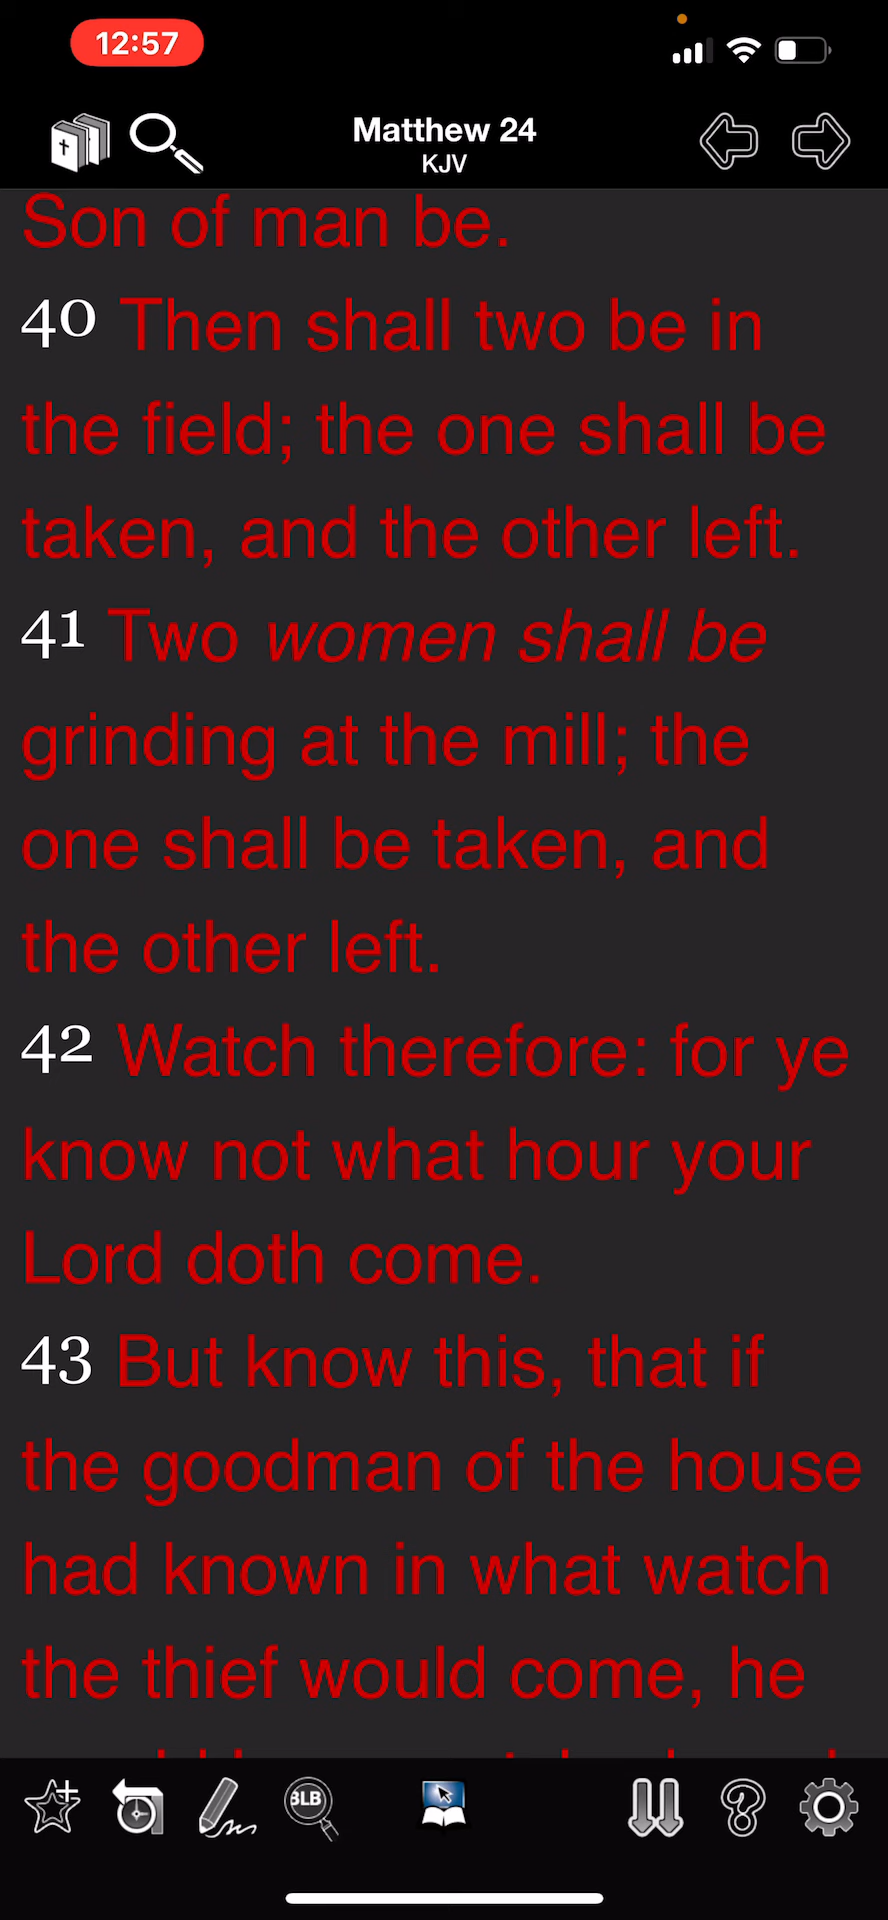 12:57
Matthew 24
KJV
Son of man be.
40 Then shall two be in
the field; the one shall be
taken, and the other left.
41 Two women shall be
grinding at the mill; the
one shall be taken, and
the other left.
42 Watch therefore: for ye
know not what hour your
Lord doth come.
43 But know this, that if
the goodman of the house
had known in what watch
the thief would come, he
BLB